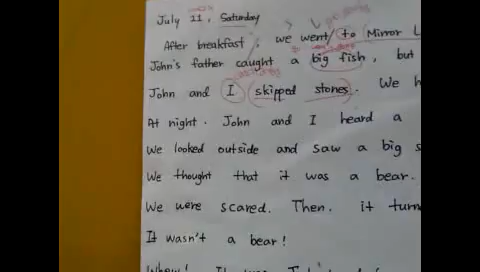 July 21, Saturday
After breakfast, we went to Mirror L
John's father caught a big fish, but
John and I skipped stones. We h
At night. John and I heard a
We looked outside and saw a big s
We thought that it was a bear.
We were scared. Then. it turn
It wasn't a bear!